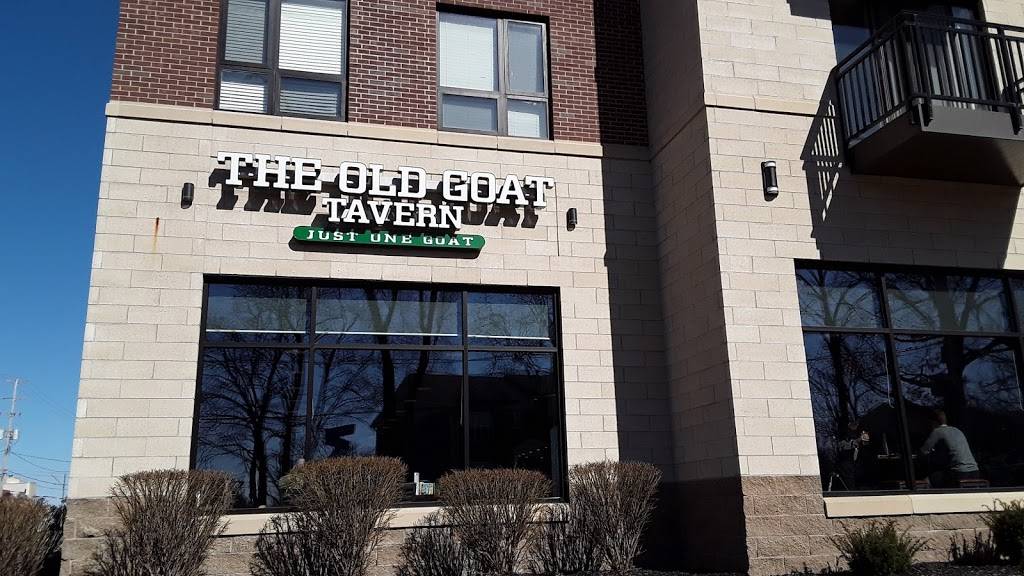 THE OLD GOAT
TAVERN
JUST ONE GOAT